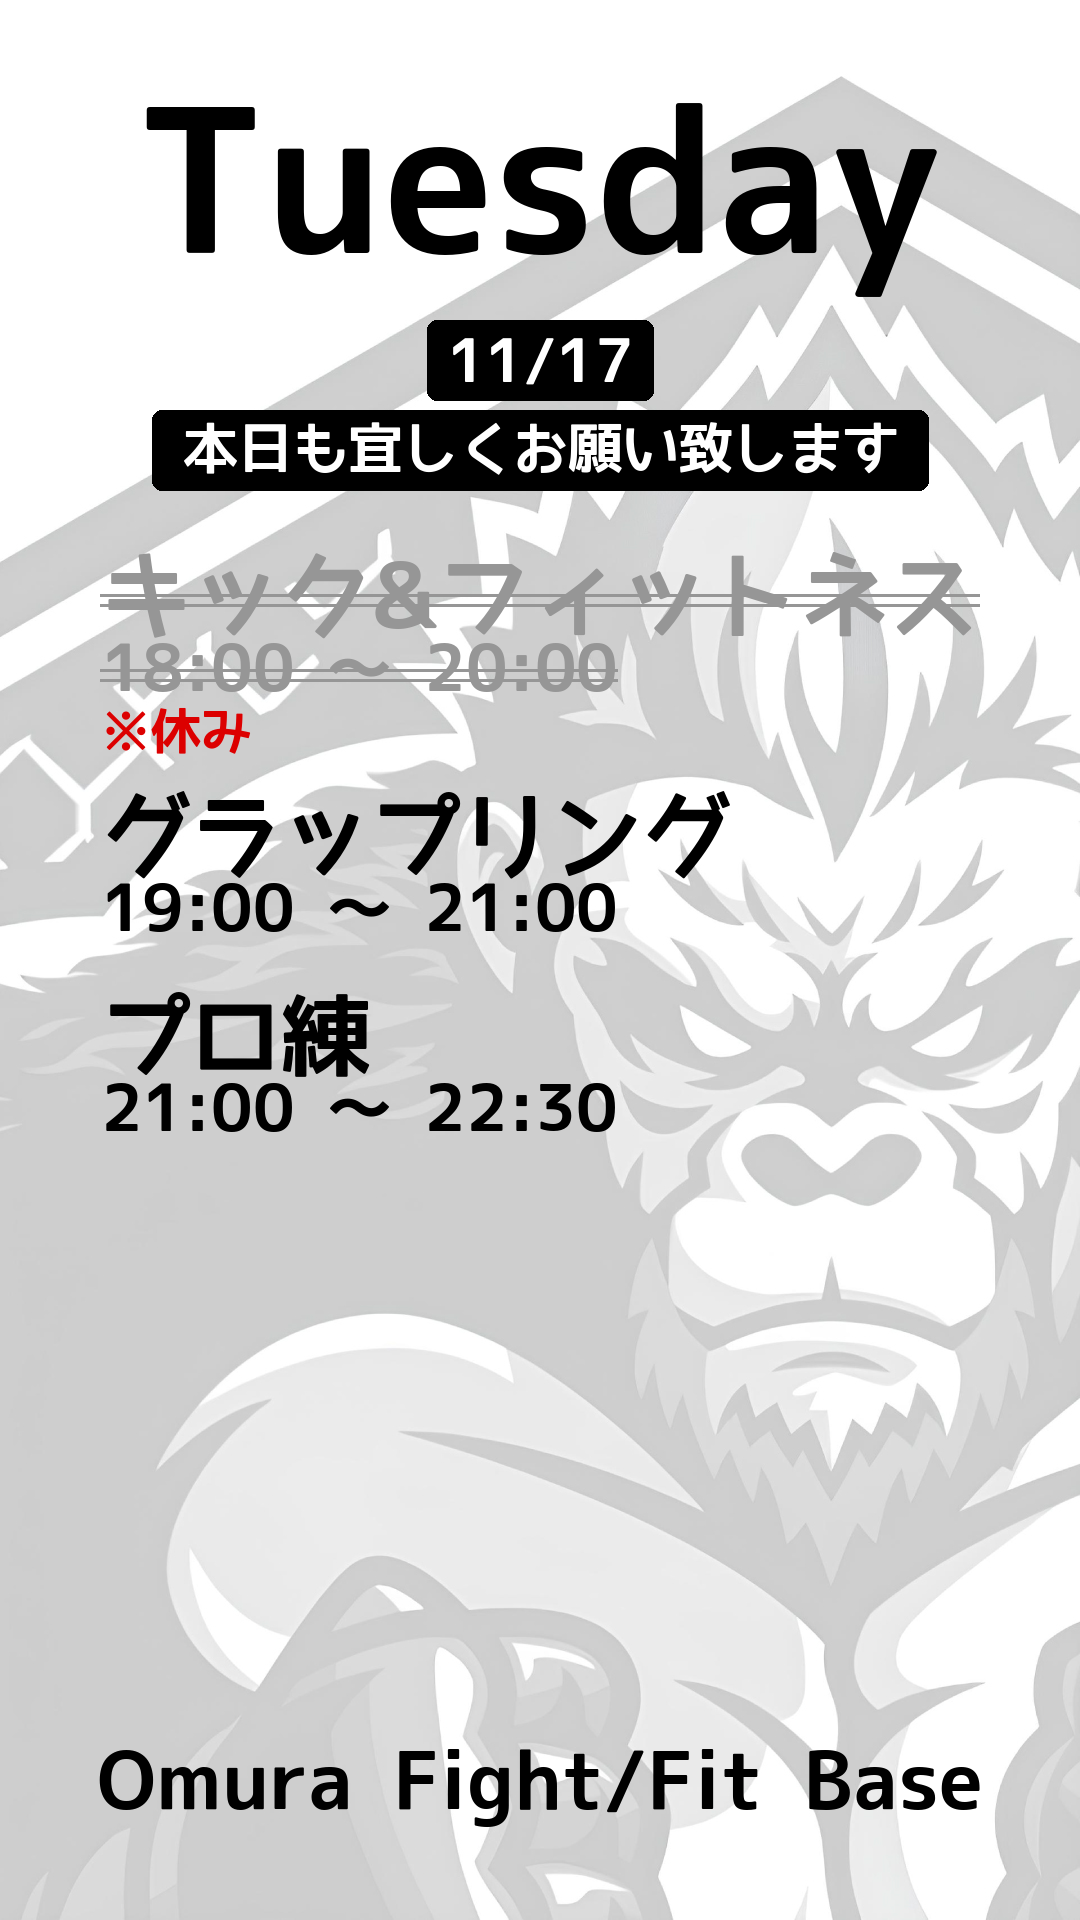 Tuesday
11/17
本日も宜しくお願い致します
キック&フィットネス
18:00 〜 20:00
※休み
グラップリング
19:00 〜 21:00
プロ練
21:00 〜 22:30
Omura Fight/Fit Base